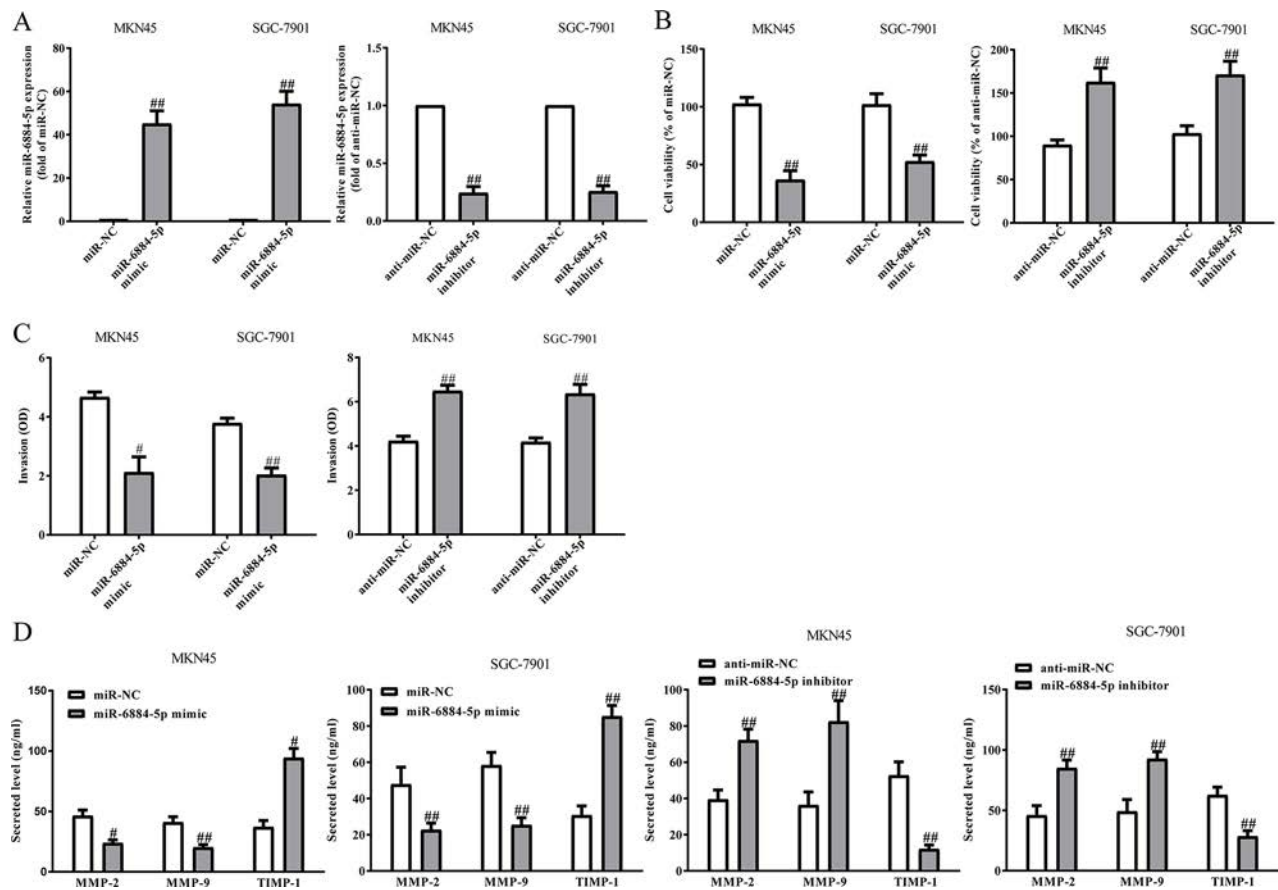 A
MKN45
SGC-7901
Relative miR-6884-5p expression
(fold of miR-NC)
80
60
40
20
0
##
##
miR-NC
miR-6884-5p
mimic
miR-NC
miR-6884-5p
mimic
MKN45
SGC-7901
Relative miR-6884-5p expression
(fold of anti-miR-NC)
1.5
1.0
0.5
0.0
##
##
anti-miR-NC
miR-6884-5p
inhibitor
anti-miR-NC
miR-6884-5p
inhibitor
B
MKN45
SGC-7901
Cell viability (% of miR-NC)
150
100
50
0
##
##
miR-NC
miR-6884-5p
mimic
miR-NC
miR-6884-5p
mimic
MKN45
SGC-7901
Cell viability (% of anti-miR-NC)
200
150
100
50
0
##
##
anti-miR-NC
miR-6884-5p
inhibitor
anti-miR-NC
miR-6884-5p
inhibitor
C
MKN45
SGC-7901
Invasion (OD)
6
4
2
0
#
##
miR-NC
miR-6884-5p
mimic
miR-NC
miR-6884-5p
mimic
MKN45
SGC-7901
Invasion (OD)
8
6
4
2
0
##
##
anti-miR-NC
miR-6884-5p
inhibitor
anti-miR-NC
miR-6884-5p
inhibitor
D
MKN45
miR-NC
miR-6884-5p mimic
Secreted level (ng/ml)
150
100
50
0
#
##
#
MMP-2
MMP-9
TIMP-1
SGC-7901
miR-NC
miR-6884-5p mimic
Secreted level (ng/ml)
100
80
60
40
20
0
##
##
##
MMP-2
MMP-9
TIMP-1
MKN45
anti-miR-NC
miR-6884-5p inhibitor
Secreted level (ng/ml)
100
80
60
40
20
0
##
##
##
MMP-2
MMP-9
TIMP-1
SGC-7901
anti-miR-NC
miR-6884-5p inhibitor
Secreted level (ng/ml)
150
100
50
0
##
##
##
MMP-2
MMP-9
TIMP-1